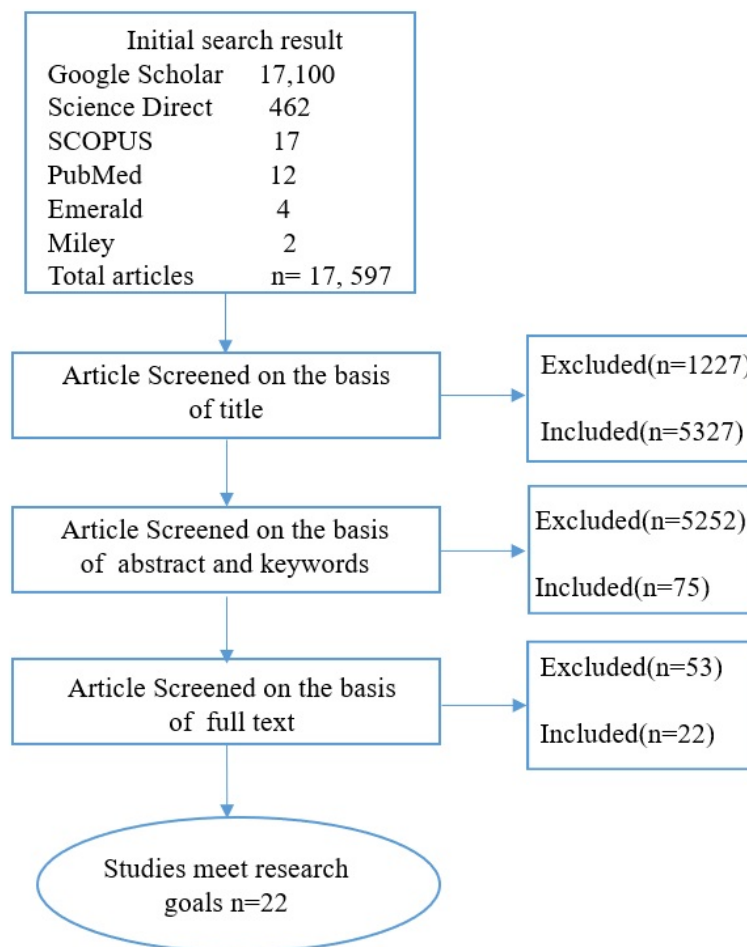 Initial search result
Google Scholar 17,100
Science Direct 462
SCOPUS 17
PubMed 12
Emerald 4
Miley 2
Total articles n= 17, 597
Article Screened on the basis
of title
Excluded(n=1227)
Included(n=5327)
Article Screened on the basis
of abstract and keywords
Excluded(n=5252)
Included(n=75)
Article Screened on the basis
of full text
Excluded(n=53)
Included(n=22)
Studies meet research
goals n=22